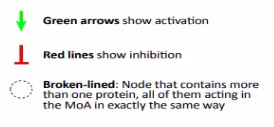 Green arrows show activation
Red lines show inhibition
Broken-lined: Node that contains more
than one protein, all of them acting in
the MoA in exactly the same way